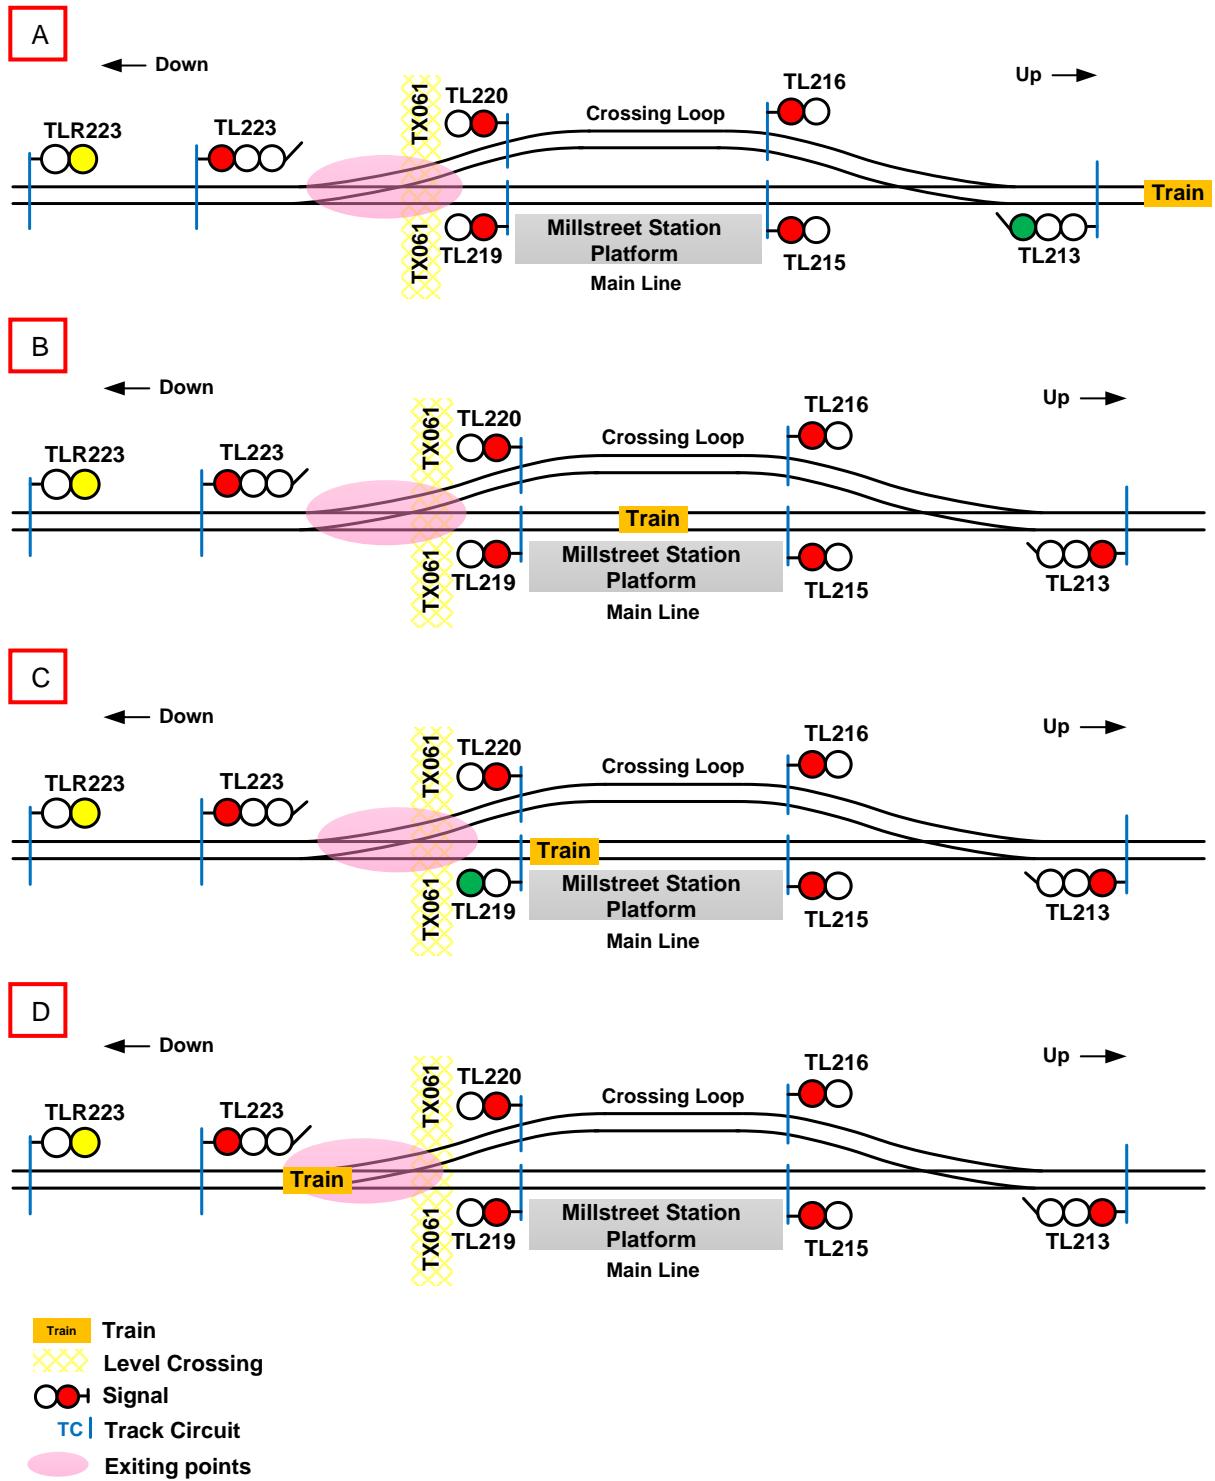 A
Down
Up
TLR223
TL223
TX061
TL220
Crossing Loop
TL216
Train
TX061
TL219
Millstreet Station
Platform
Main Line
TL215
TL213
B
Down
Up
TLR223
TL223
TX061
TL220
Crossing Loop
TL216
Train
TX061
TL219
Millstreet Station
Platform
Main Line
TL215
TL213
C
Down
Up
TLR223
TL223
TX061
TL220
Crossing Loop
TL216
Train
TX061
TL219
Millstreet Station
Platform
Main Line
TL215
TL213
D
Down
Up
TLR223
TL223
TX061
TL220
Crossing Loop
TL216
Train
TX061
TL219
Millstreet Station
Platform
Main Line
TL215
TL213
Train Train
Level Crossing
Signal
TC Track Circuit
Exiting points